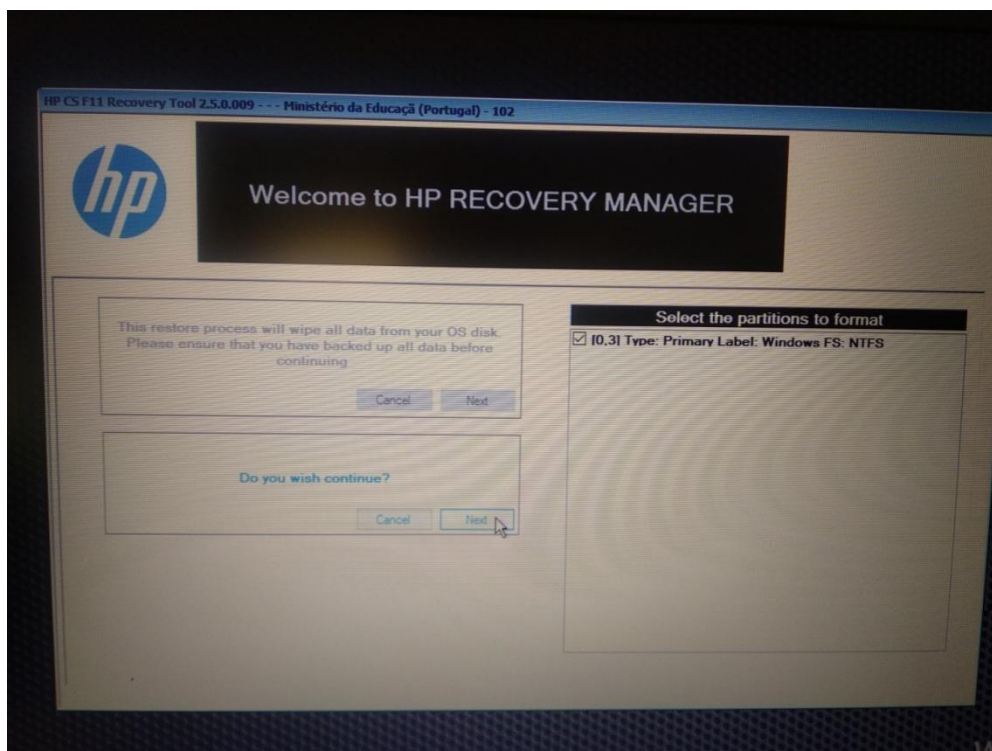 HP CS F11 Recovery Tool 2.5.0.009 - - - Ministério da Educaçã (Portugal) - 102
hp
Welcome to HP RECOVERY MANAGER
This restore process will wipe all data from your OS disk.
Please ensure that you have backed up all data before
continuing
Cancel Next
Do you wish continue?
Cancel Next
Select the partitions to format
[0,3] Type: Primary Label: Windows FS: NTFS